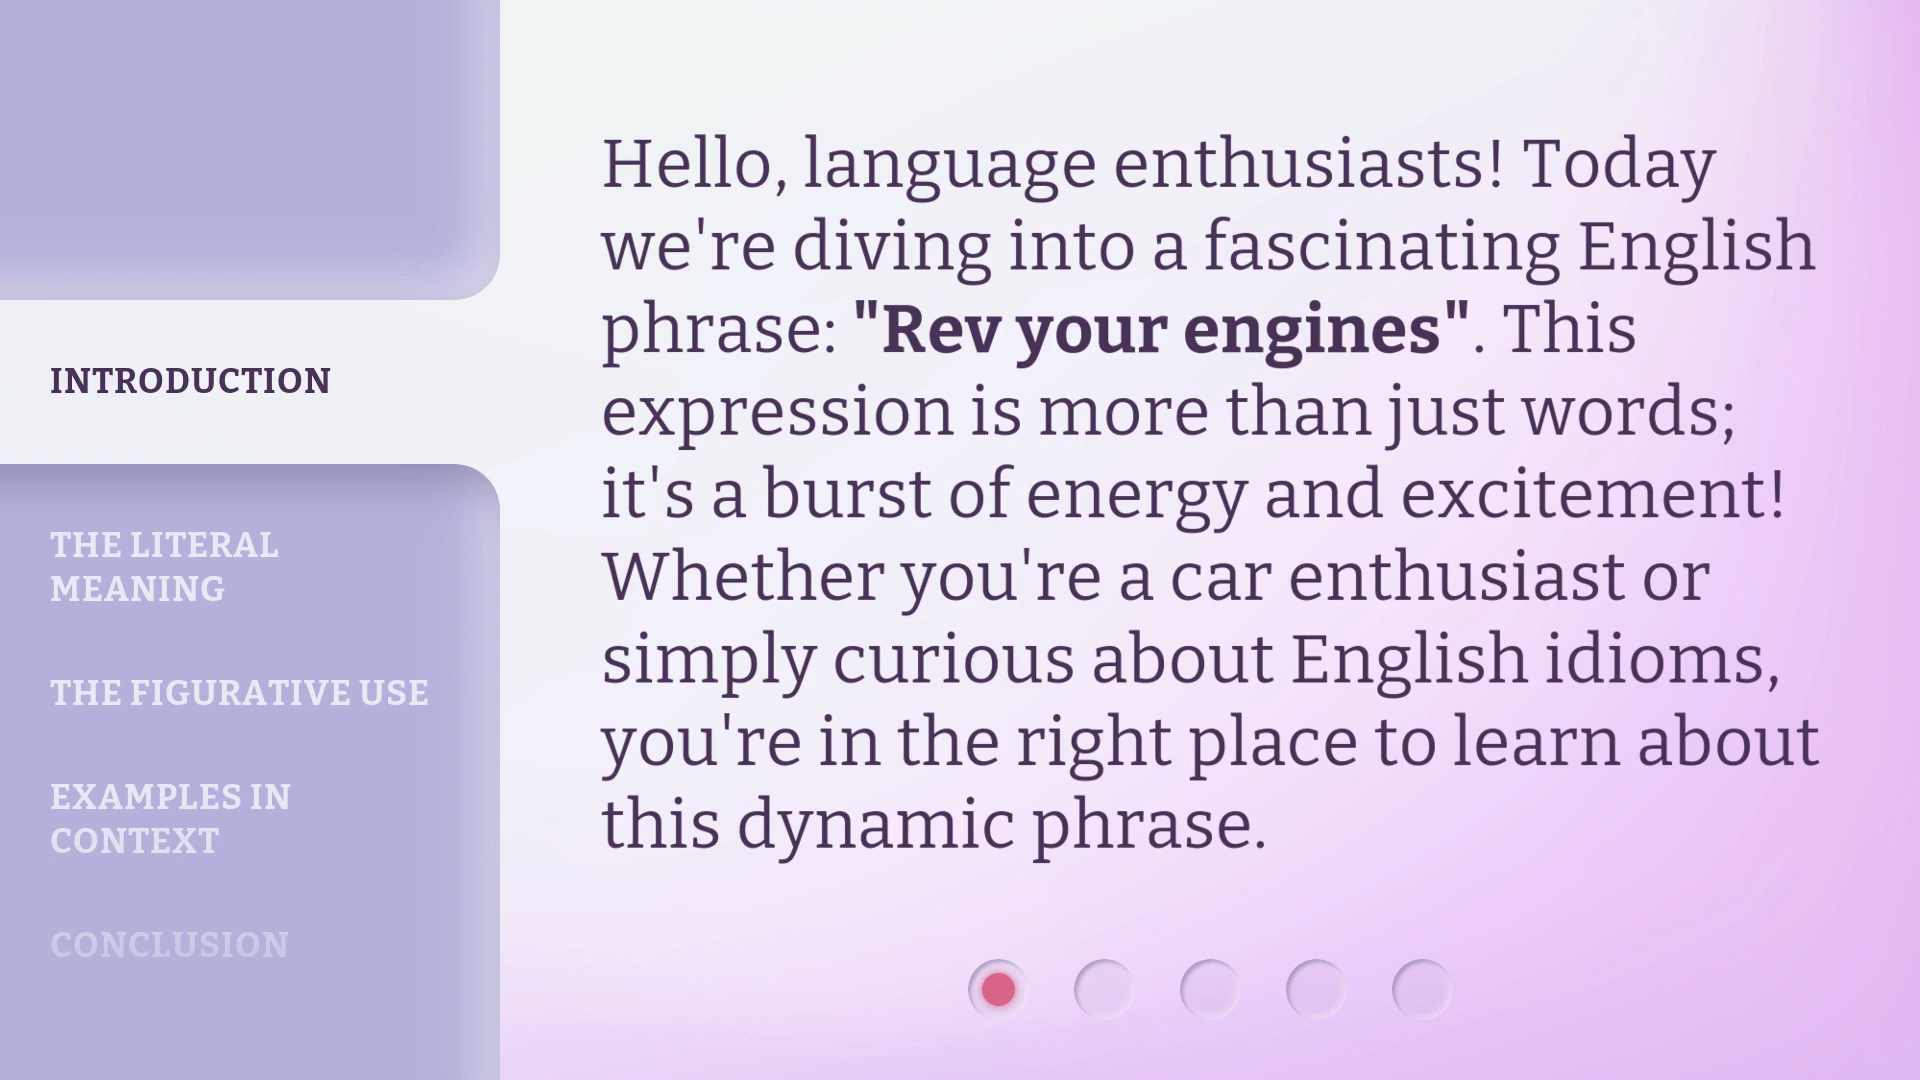 INTRODUCTION
THE LITERAL
MEANING
THE FIGURATIVE USE
EXAMPLES IN
CONTEXT
CONCLUSION
Hello, language enthusiasts! Today
we're diving into a fascinating English
phrase: "Rev your engines". This
expression is more than just words;
it's a burst of energy and excitement!
Whether you're a car enthusiast or
simply curious about English idioms,
you're in the right place to learn about
this dynamic phrase.